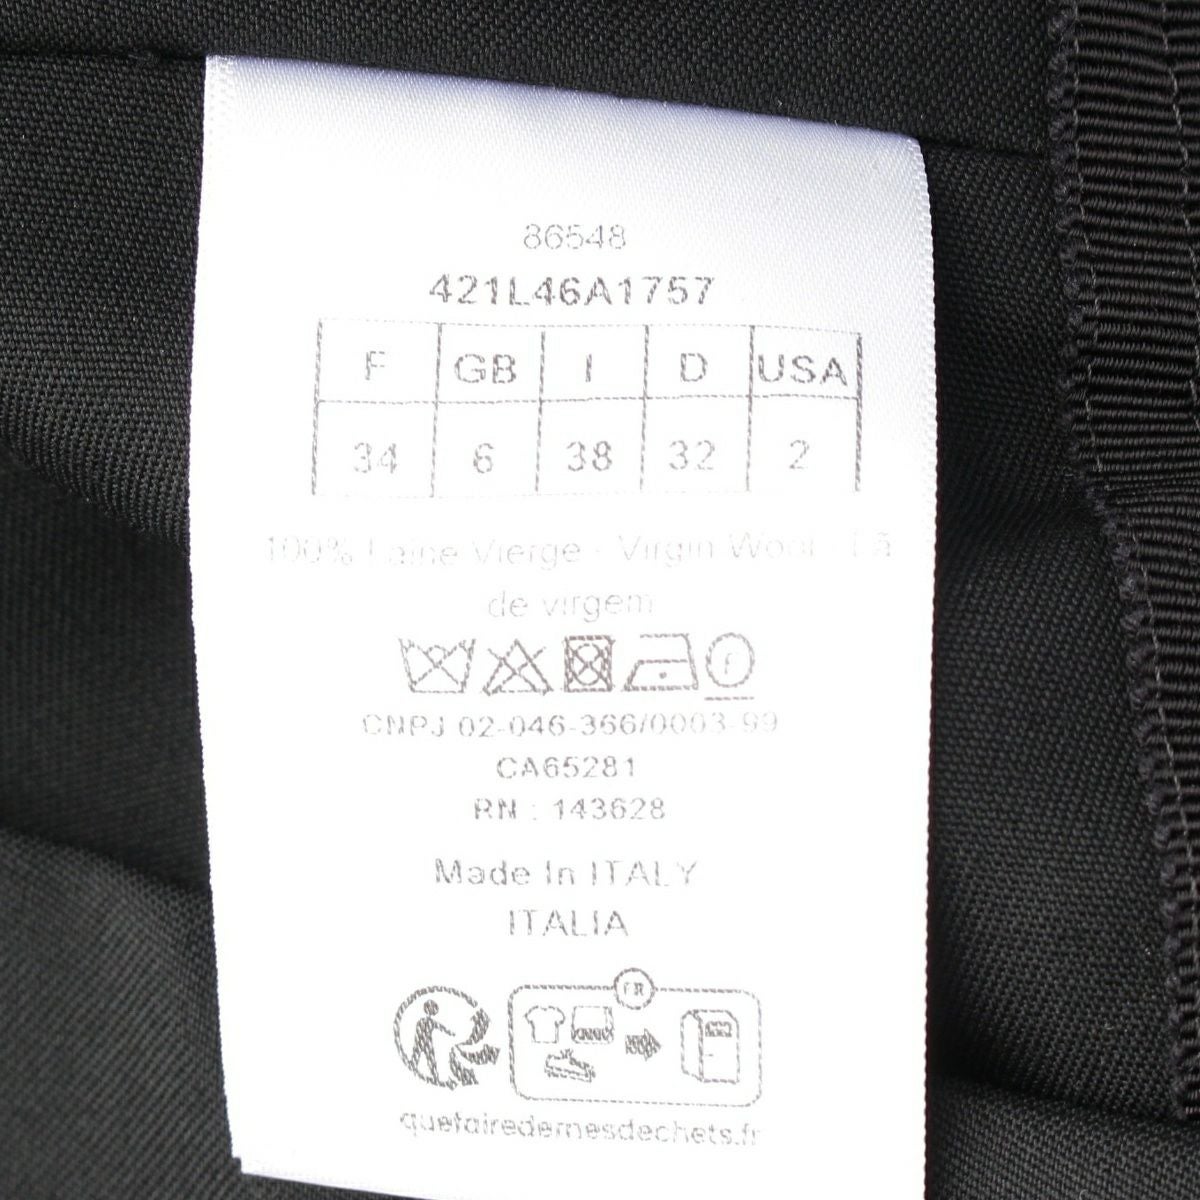 86548
421L46A1757
F GB I D USA
34 6 38 32 2
100% Laine Vierge - Virgin Wool - Lã
de virgem
F
CNPJ 02-046-366/0003-99
CA65281
RN : 143628
Made In ITALY
ITALIA
FR
quefairedemesdechets.fr